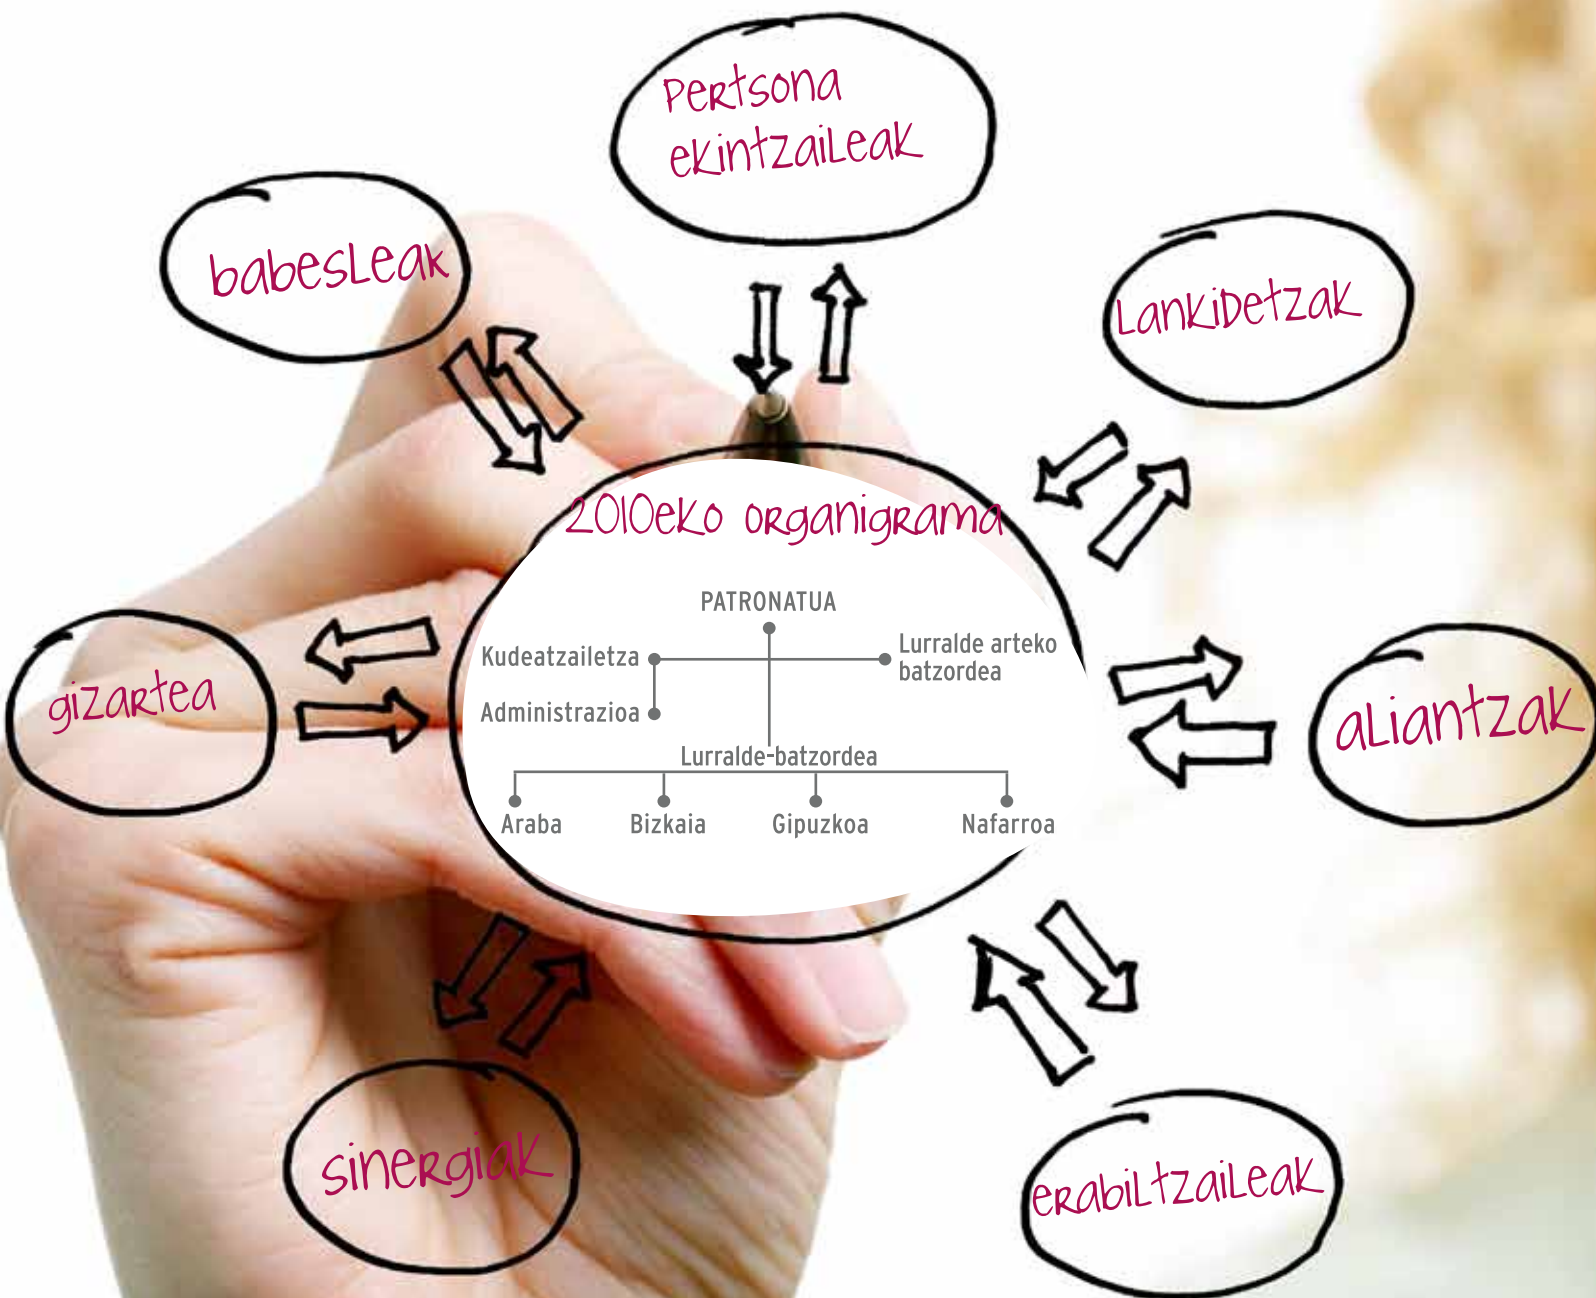 Pertsona
ekintzaileak
babesleak
Lankidetzak
2010eko organigrama
PATRONATUA
Kudeatzailetza
Lurralde arteko
batzordea
Administrazioa
Lurralde-batzordea
Araba Bizkaia Gipuzkoa Nafarroa
gizartea
aliantzak
sinergiak
erabiltzaileak